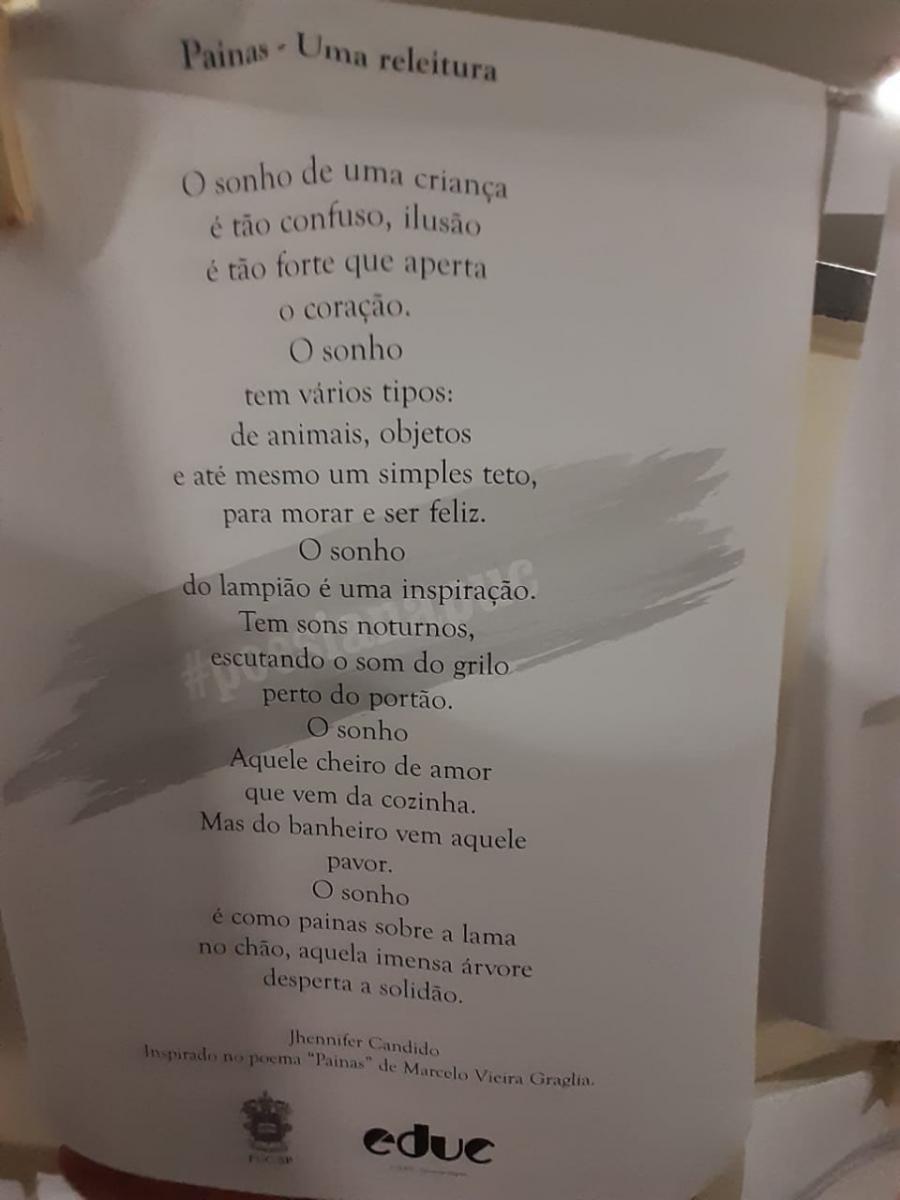 Painas - Uma releitura
O sonho de uma criança
é tão confuso, ilusão
é tão forte que aperta
o coração.
O sonho
tem vários tipos:
de animais, objetos
e até mesmo um simples teto,
para morar e ser feliz.
O sonho
do lampião é uma inspiração.
Tem sons noturnos,
escutando o som do grilo
perto do portão.
O sonho
Aquele cheiro de amor
que vem da cozinha.
Mas do banheiro vem aquele
pavor.
O sonho
é como painas sobre a lama
no chão, aquela imensa árvore
desperta a solidão.
#poesianapuc
Jhennifer Candido
Inspirado no poema "Painas" de Marcelo Vieira Graglia.
PUC-SP
educ